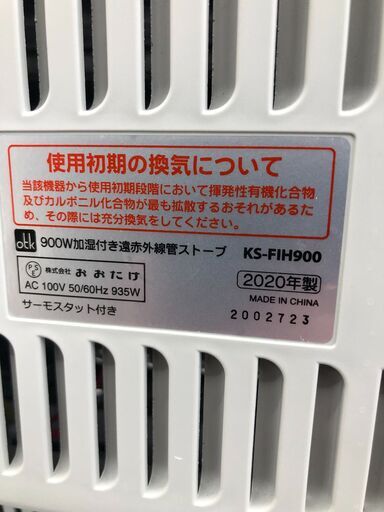 使用初期の換気について
当該機器から使用初期段階において揮発性有機化合物
及びカルボニル化合物が最も拡散するおそれがあるた
め、その際には充分換気をしてください。
otk 900W加湿付き遠赤外線管ストーブ KS-FIH900
PSE 株式会社 おおたけ 2020年製
AC 100V 50/60Hz 935W MADE IN CHINA
サーモスタット付き 2002723